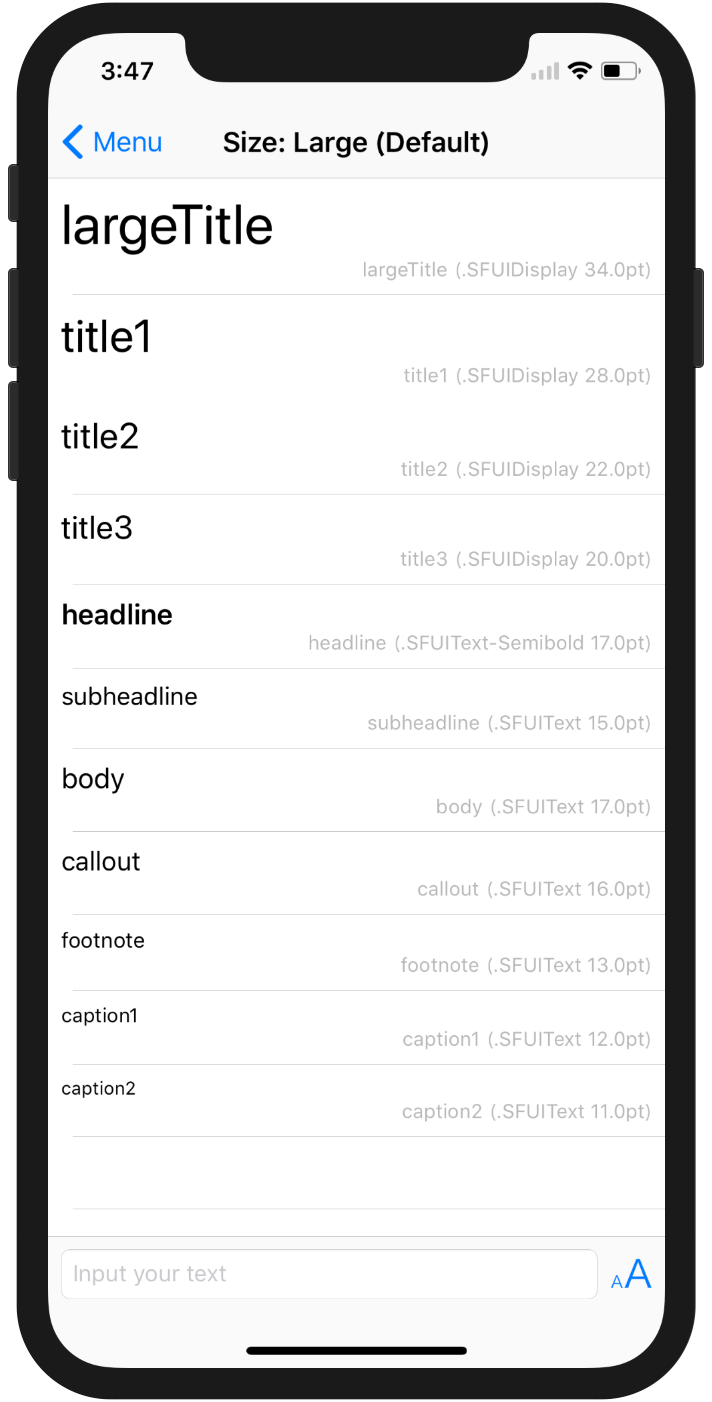 3:47
Menu
Size: Large (Default)
largeTitle
largeTitle (.SFUIDisplay 34.0pt)
title1
title1 (.SFUIDisplay 28.0pt)
title2
title2 (.SFUIDisplay 22.0pt)
title3
title3 (.SFUIDisplay 20.0pt)
headline
headline (.SFUIText-Semibold 17.0pt)
subheadline
subheadline (.SFUIText 15.0pt)
body
body (.SFUIText 17.0pt)
callout
callout (.SFUIText 16.0pt)
footnote
footnote (.SFUIText 13.0pt)
caption1
caption1 (.SFUIText 12.0pt)
caption2
caption2 (.SFUIText 11.0pt)
Input your text
AA